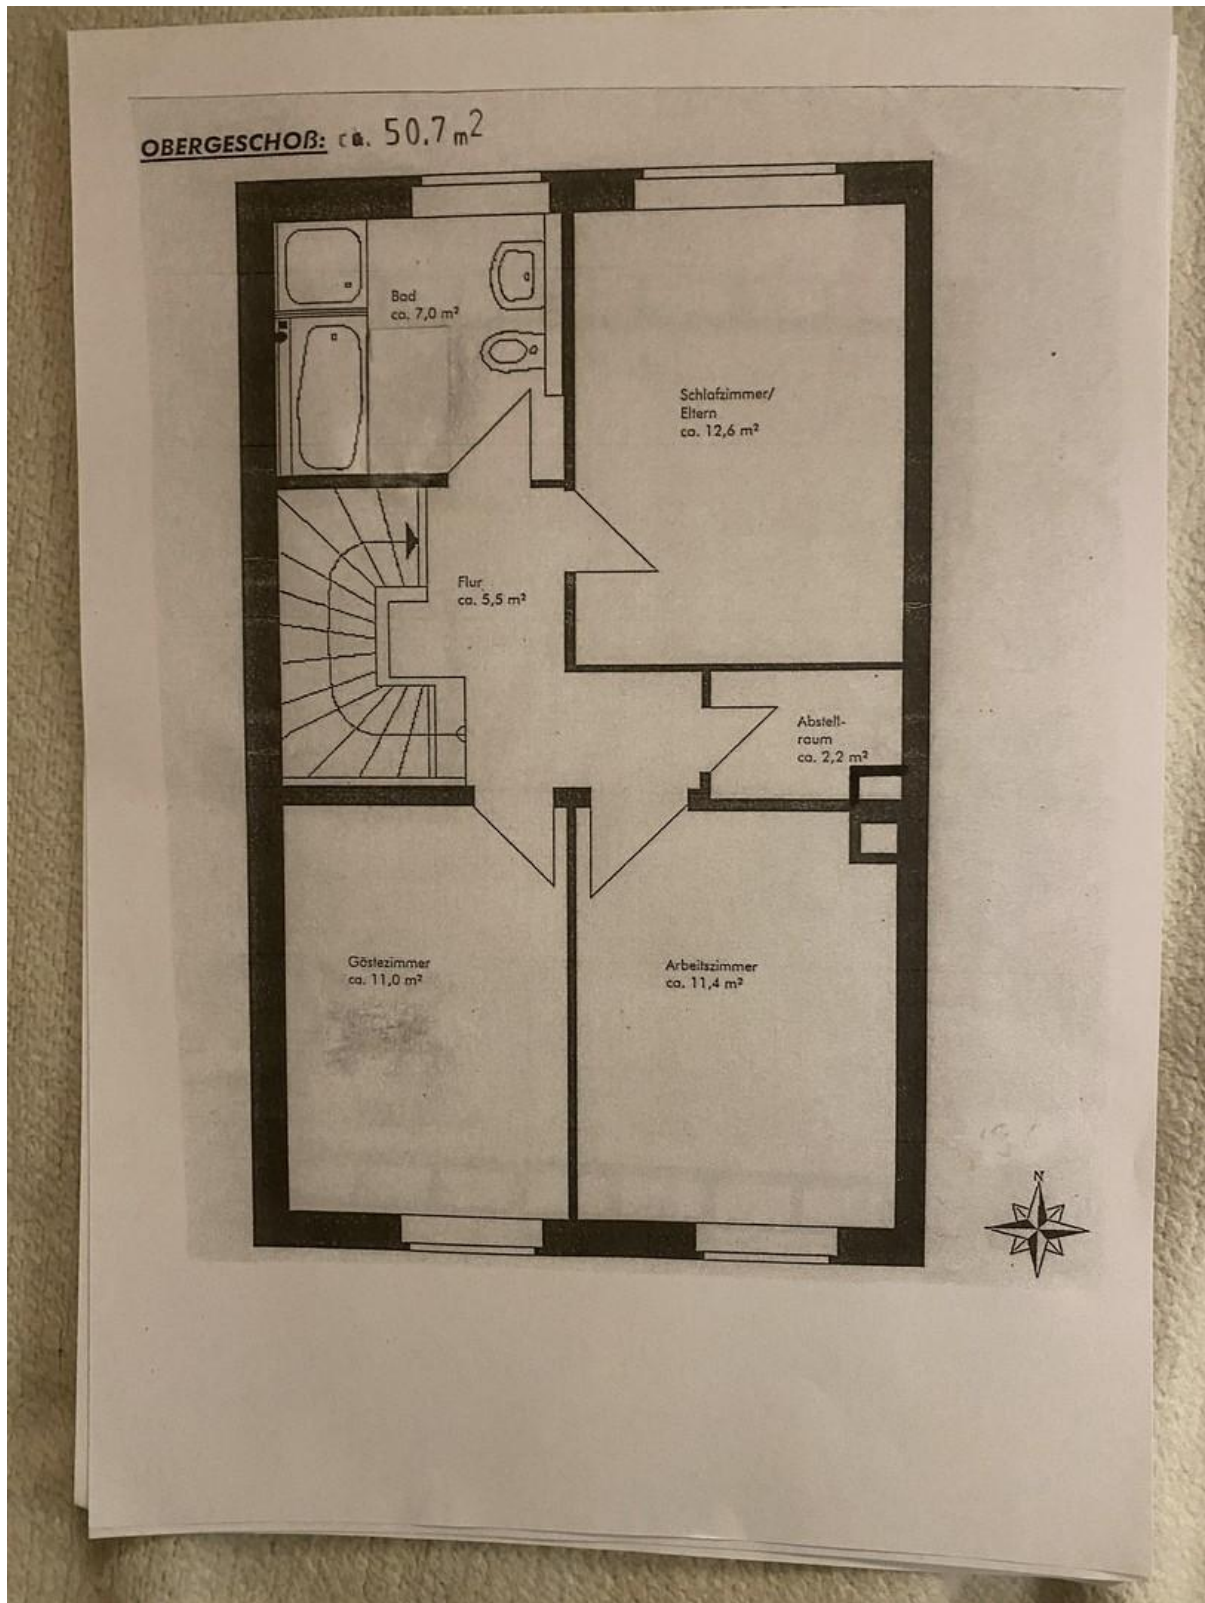 OBERGESCHOß: ca. 50.7 m²
Bad
ca. 7,0 m²
Schlafzimmer/
Eltern
ca. 12,6 m²
Flur
ca. 5,5 m²
Abstell-
raum
ca. 2,2 m²
Gästezimmer
ca. 11,0 m²
Arbeitszimmer
ca. 11,4 m²
N